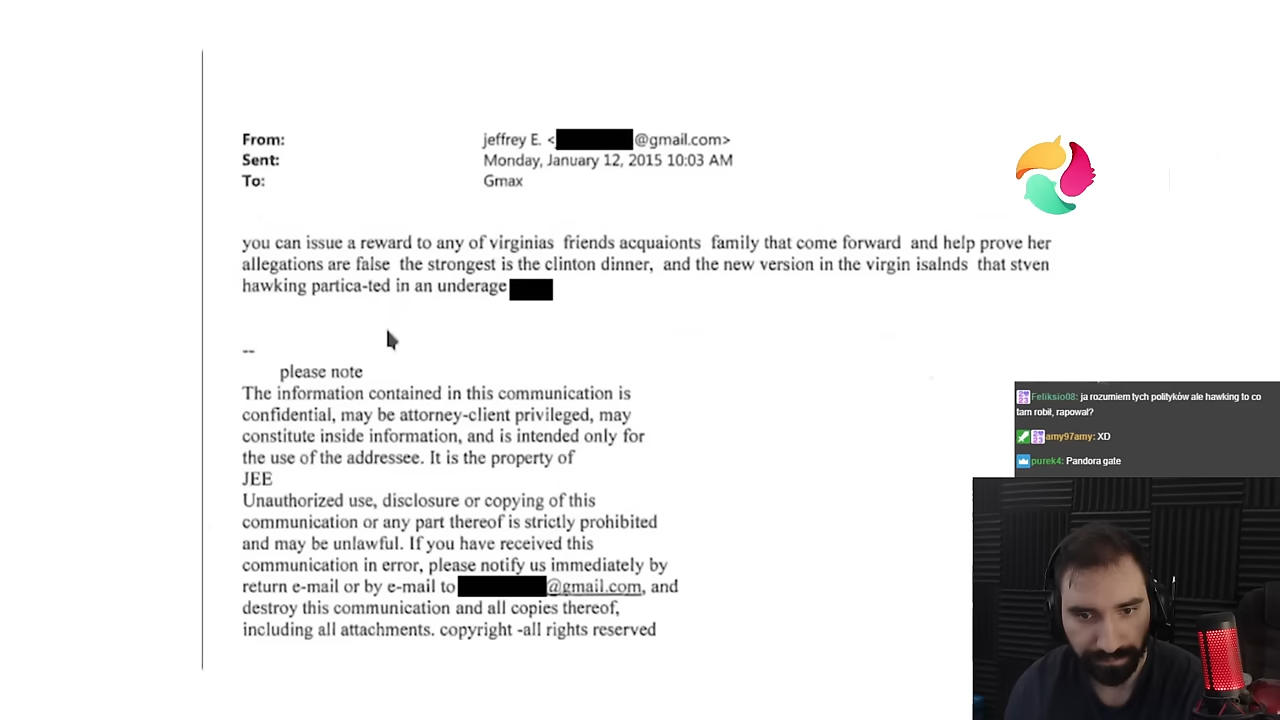 From: jeffrey E. < @gmail.com>
Sent: Monday, January 12, 2015 10:03 AM
To: Gmax
you can issue a reward to any of virginias friends acquaionts family that come forward and help prove her
allegations are false the strongest is the clinton dinner, and the new version in the virgin isalnds that stven
hawking partica-ted in an underage
--
please note
The information contained in this communication is
confidential, may be attorney-client privileged, may
constitute inside information, and is intended only for
the use of the addressee. It is the property of
JEE
Unauthorized use, disclosure or copying of this
communication or any part thereof is strictly prohibited
and may be unlawful. If you have received this
communication in error, please notify us immediately by
return e-mail or by e-mail to @gmail.com, and
destroy this communication and all copies thereof,
including all attachments. copyright -all rights reserved
Feliksio08: ja rozumiem tych polityków ale hawking to co
tam robił, rapował?
amy97amy: XD
purek4: Pandora gate